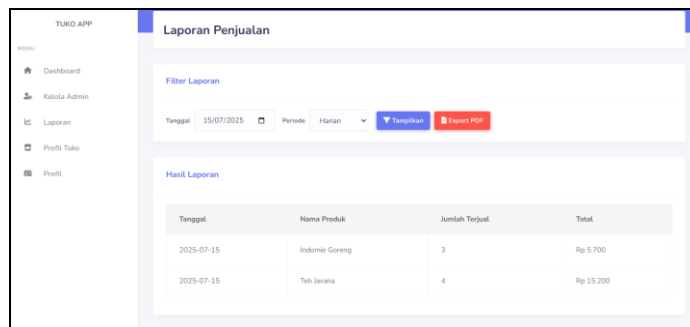 TUKO APP
MENU
Dashboard
Kelola Admin
Laporan
Profil Toko
Profil
Laporan Penjualan
Filter Laporan
Tanggal 15/07/2025 Periode Harian Tampilkan Export PDF
Hasil Laporan
Tanggal Nama Produk Jumlah Terjual Total
2025-07-15 Indomie Goreng 3 Rp 5.700
2025-07-15 Teh Javana 4 Rp 15.200